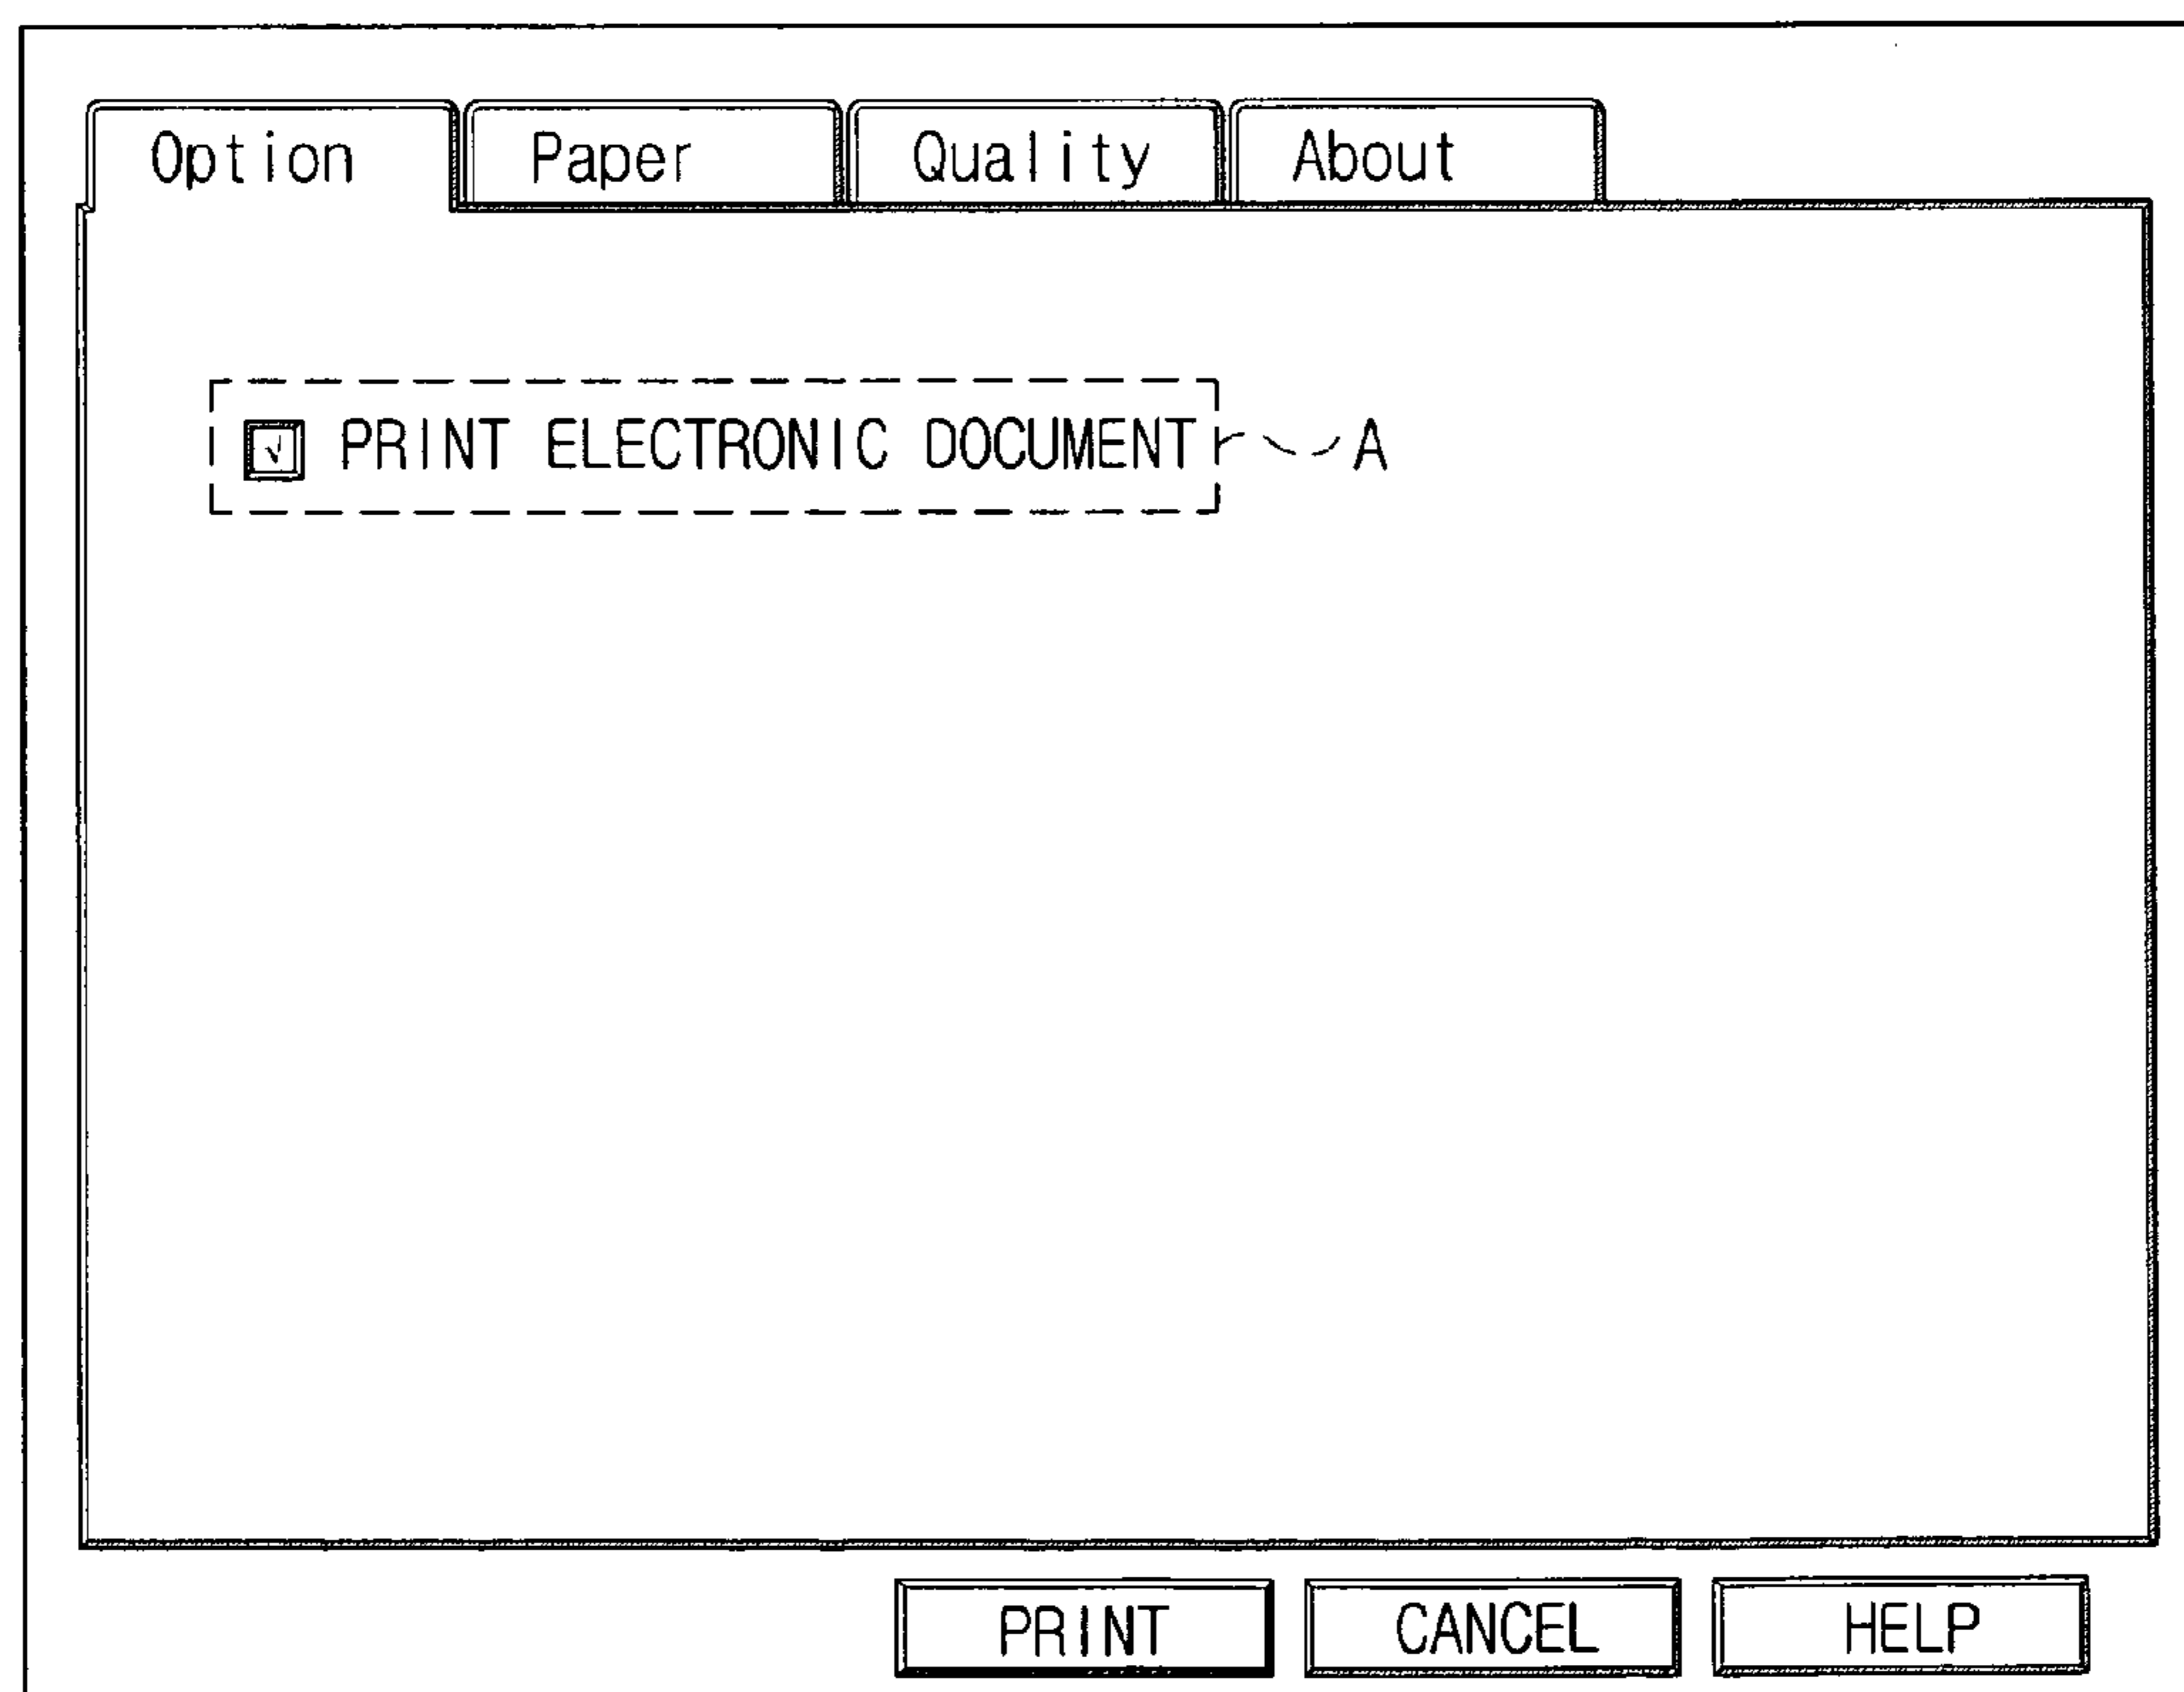 Option Paper Quality About
PRINT ELECTRONIC DOCUMENT A
PRINT CANCEL HELP